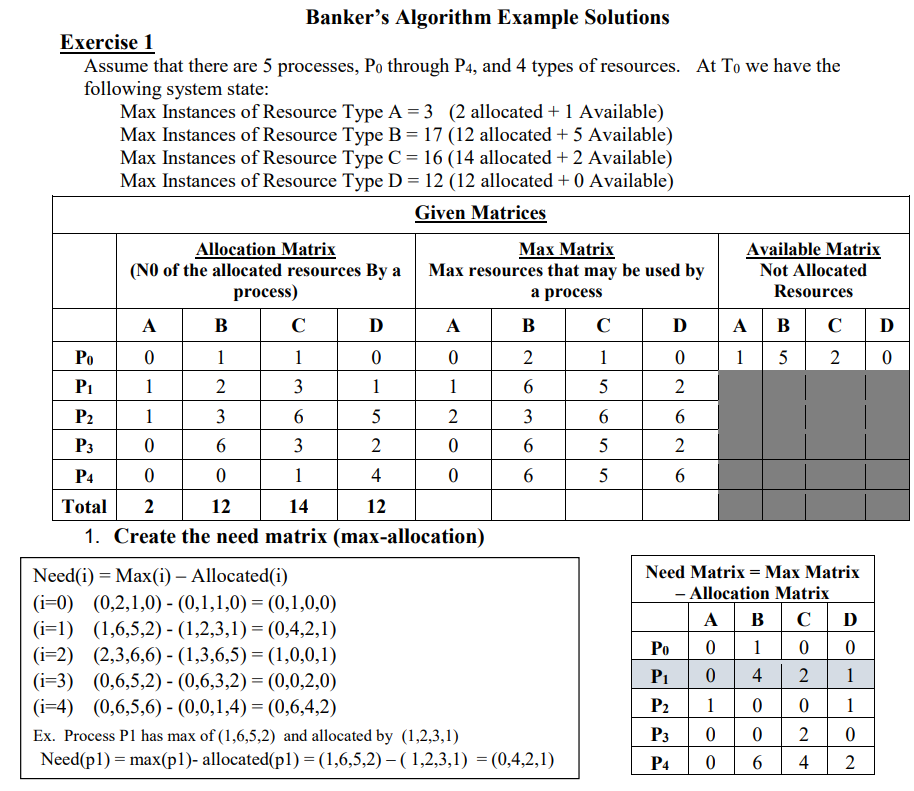 Banker’s Algorithm Example Solutions
Exercise 1
Assume that there are 5 processes, P0 through P4, and 4 types of resources. At T0 we have the
following system state:
Max Instances of Resource Type A = 3 (2 allocated + 1 Available)
Max Instances of Resource Type B = 17 (12 allocated + 5 Available)
Max Instances of Resource Type C = 16 (14 allocated + 2 Available)
Max Instances of Resource Type D = 12 (12 allocated + 0 Available)
Given Matrices
Allocation Matrix
(N0 of the allocated resources By a
process)
Max Matrix
Max resources that may be used by
a process
Available Matrix
Not Allocated
Resources
A B C D A B C D A B C D
P0 0 1 1 0 0 2 1 0 1 5 2 0
P1 1 2 3 1 1 6 5 2
P2 1 3 6 5 2 3 6 6
P3 0 6 3 2 0 6 5 2
P4 0 0 1 4 0 6 5 6
Total 2 12 14 12
1. Create the need matrix (max-allocation)
Need(i) = Max(i) – Allocated(i)
(i=0) (0,2,1,0) - (0,1,1,0) = (0,1,0,0)
(i=1) (1,6,5,2) - (1,2,3,1) = (0,4,2,1)
(i=2) (2,3,6,6) - (1,3,6,5) = (1,0,0,1)
(i=3) (0,6,5,2) - (0,6,3,2) = (0,0,2,0)
(i=4) (0,6,5,6) - (0,0,1,4) = (0,6,4,2)
Ex. Process P1 has max of (1,6,5,2) and allocated by (1,2,3,1)
Need(p1) = max(p1)- allocated(p1) = (1,6,5,2) – ( 1,2,3,1) = (0,4,2,1)
Need Matrix = Max Matrix
– Allocation Matrix
A B C D
P0 0 1 0 0
P1 0 4 2 1
P2 1 0 0 1
P3 0 0 2 0
P4 0 6 4 2